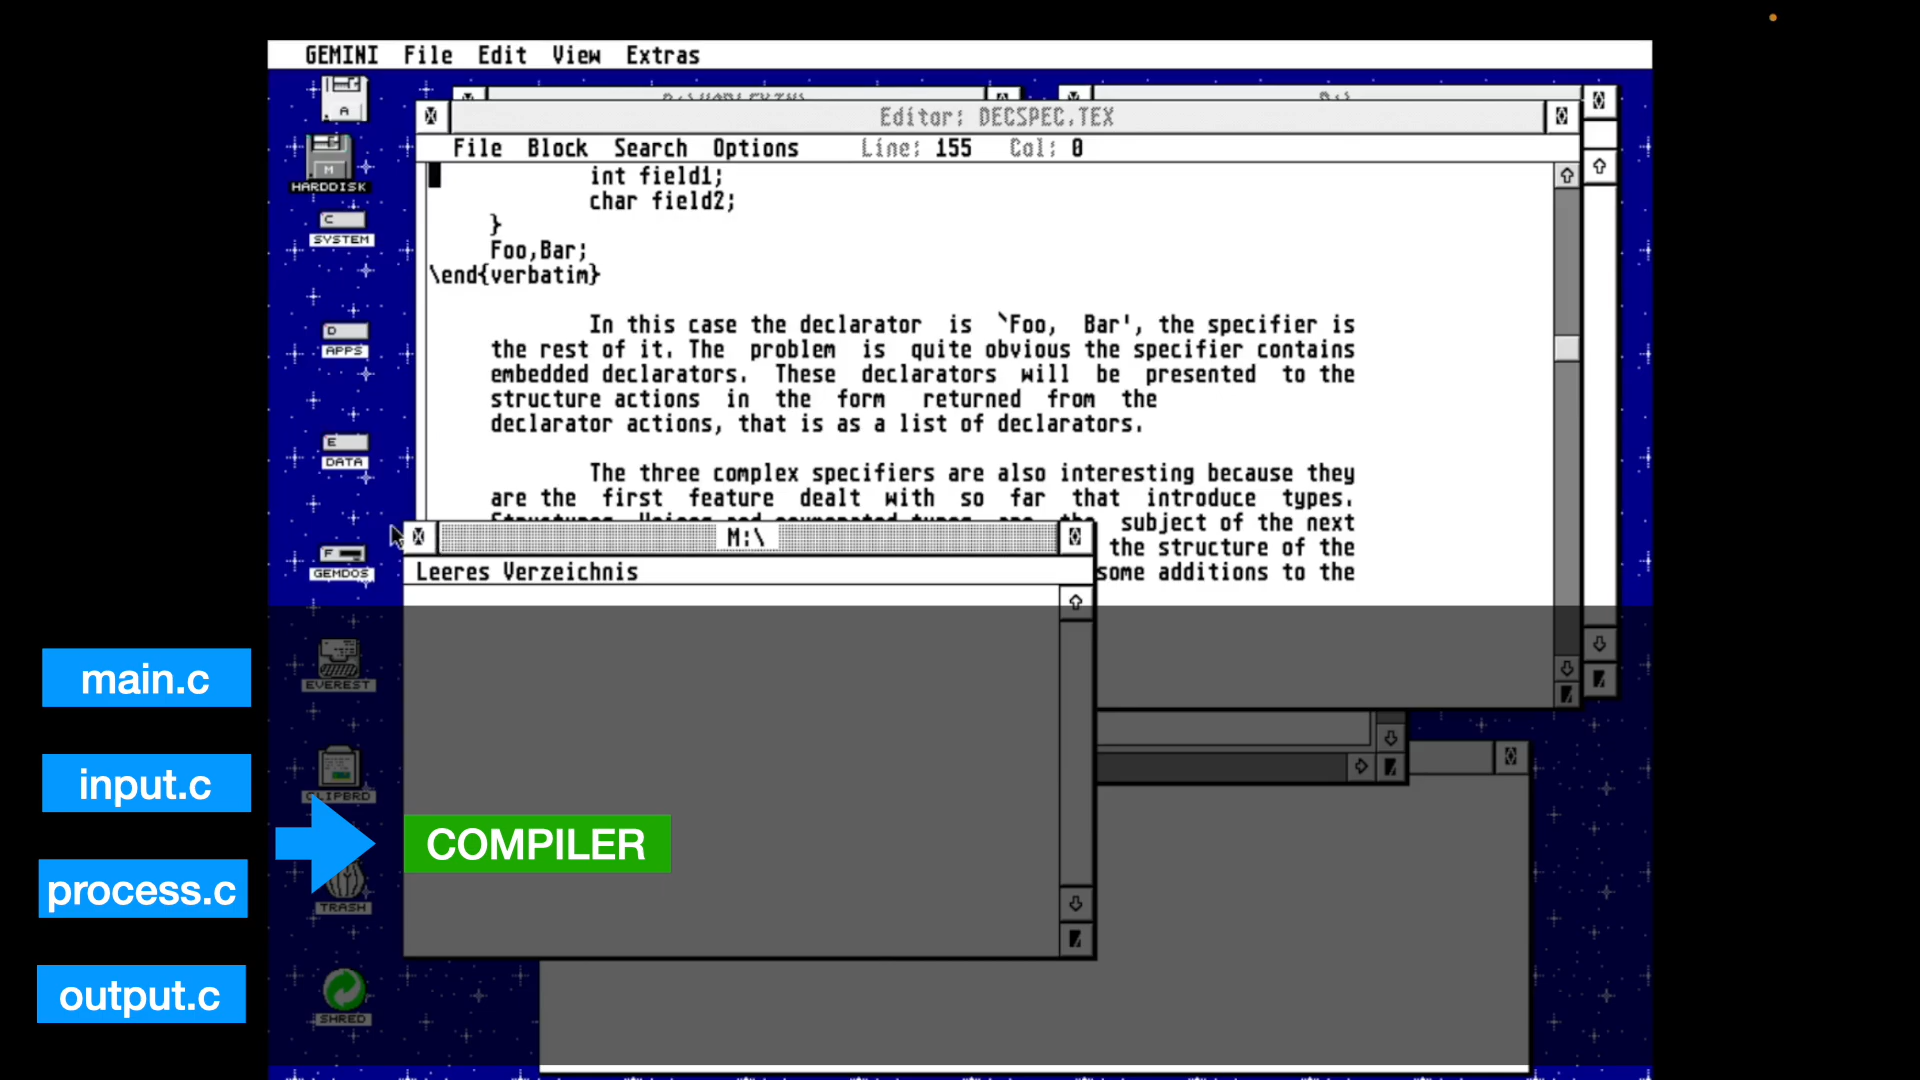 GEMINI File Edit View Extras
A
M
HARDDISK
C
SYSTEM
D
APPS
E
DATA
F
GEMDOS
EVEREST
CLIPBRD
TRASH
SHRED
Editor: DECSPEC.TEX
File Block Search Options Line: 155 Col: 0
int field1;
char field2;
}
Foo,Bar;
\end{verbatim}
In this case the declarator is `Foo, Bar', the specifier is
the rest of it. The problem is quite obvious the specifier contains
embedded declarators. These declarators will be presented to the
structure actions in the form returned from the
declarator actions, that is as a list of declarators.
The three complex specifiers are also interesting because they
are the first feature dealt with so far that introduce types.
subject of the next
the structure of the
some additions to the
M:\
Leeres Verzeichnis
main.c
input.c
process.c
output.c
COMPILER